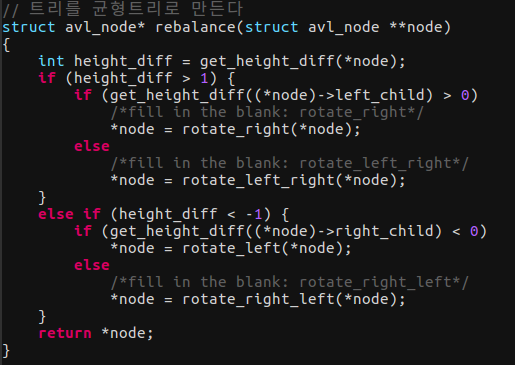 // 트리를 균형트리로 만든다
struct avl_node* rebalance(struct avl_node **node)
{
    int height_diff = get_height_diff(*node);
    if (height_diff > 1) {
        if (get_height_diff((*node)->left_child) > 0)
            /*fill in the blank: rotate_right*/
            *node = rotate_right(*node);
        else
            /*fill in the blank: rotate_left_right*/
            *node = rotate_left_right(*node);
    }
    else if (height_diff < -1) {
        if (get_height_diff((*node)->right_child) < 0)
            *node = rotate_left(*node);
        else
            /*fill in the blank: rotate_right_left*/
            *node = rotate_right_left(*node);
    }
    return *node;
}